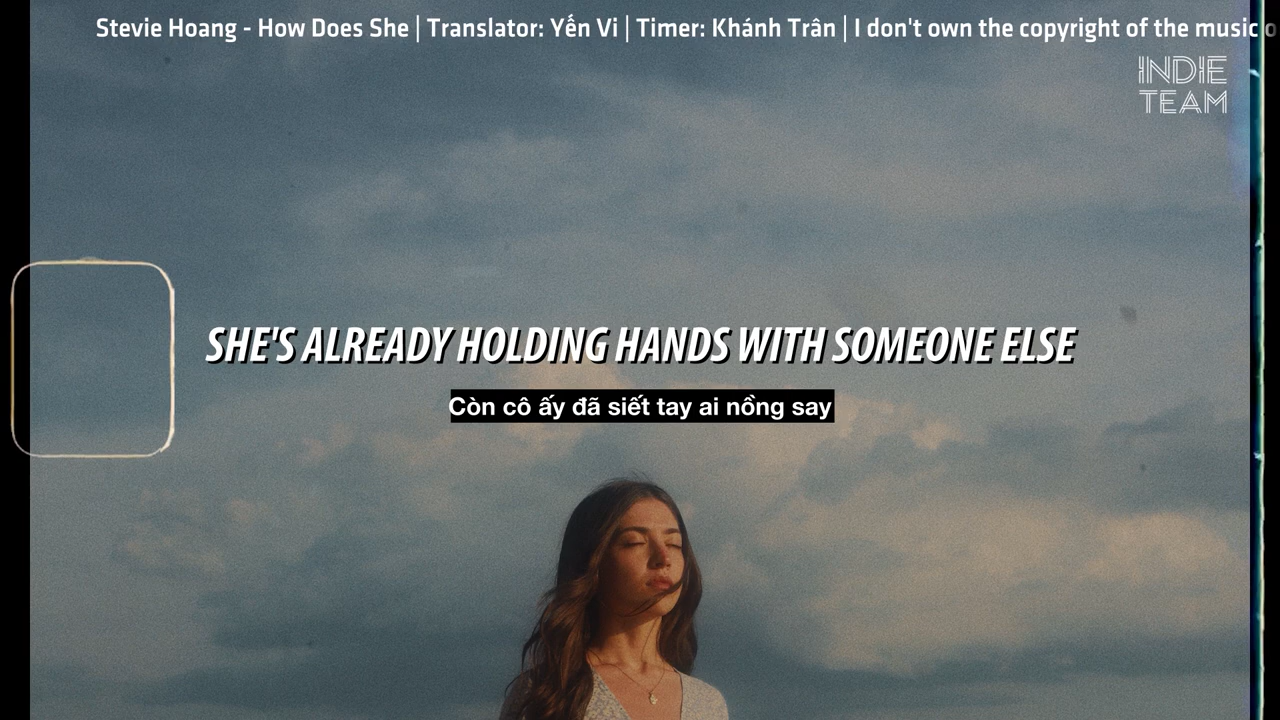 Stevie Hoang - How Does She | Translator: Yến Vi | Timer: Khánh Trân | I don't own the copyright of the music
INDIE
TEAM
SHE'S ALREADY HOLDING HANDS WITH SOMEONE ELSE
Còn cô ấy đã siết tay ai nồng say